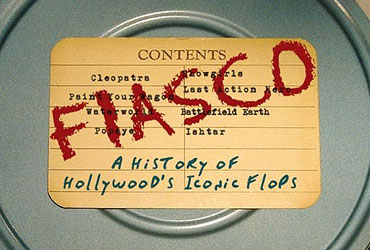 CONTENTS
Cleopatra Showgirls
Paint Your Wagon Last Action Hero
Waterworld Battlefield Earth
Popeye Ishtar
FIASCO
A HISTORY OF
HOLLYWOOD'S ICONIC FLOPS